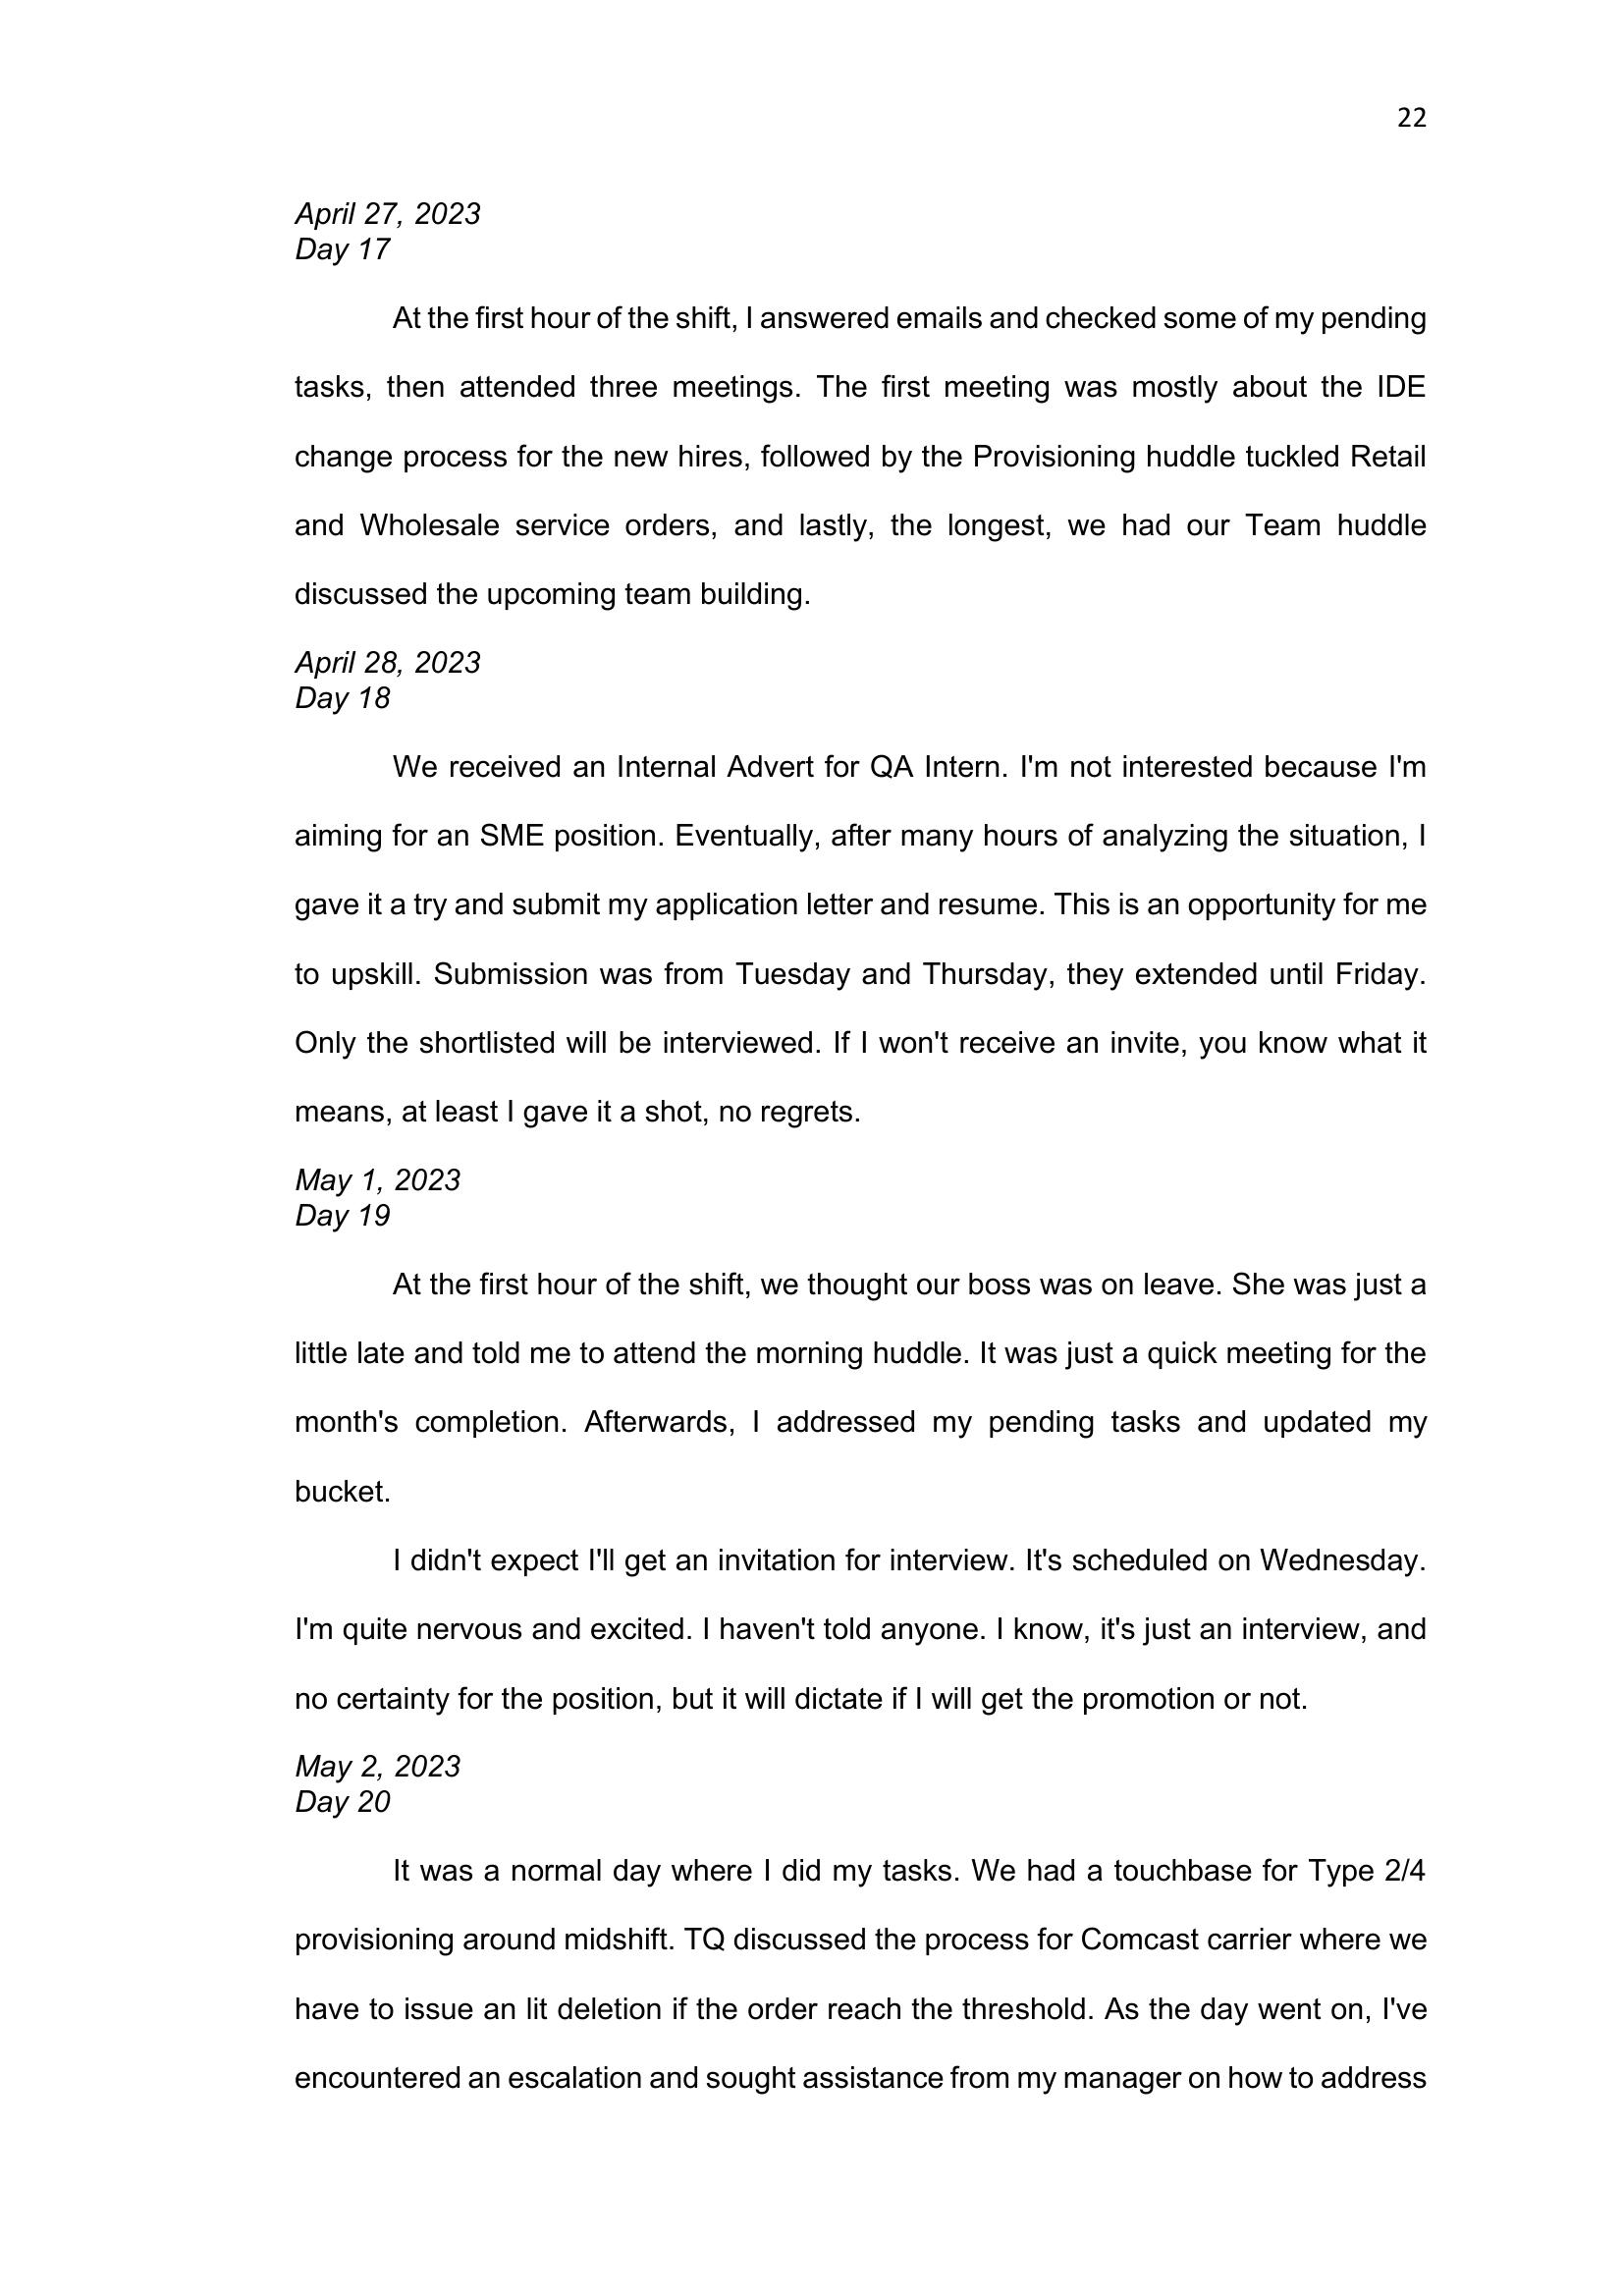 22
April 27, 2023
Day 17
At the first hour of the shift, I answered emails and checked some of my pending
tasks, then attended three meetings. The first meeting was mostly about the IDE
change process for the new hires, followed by the Provisioning huddle tuckled Retail
and Wholesale service orders, and lastly, the longest, we had our Team huddle
discussed the upcoming team building.
April 28, 2023
Day 18
We received an Internal Advert for QA Intern. I'm not interested because I'm
aiming for an SME position. Eventually, after many hours of analyzing the situation, I
gave it a try and submit my application letter and resume. This is an opportunity for me
to upskill. Submission was from Tuesday and Thursday, they extended until Friday.
Only the shortlisted will be interviewed. If I won't receive an invite, you know what it
means, at least I gave it a shot, no regrets.
May 1, 2023
Day 19
At the first hour of the shift, we thought our boss was on leave. She was just a
little late and told me to attend the morning huddle. It was just a quick meeting for the
month's completion. Afterwards, I addressed my pending tasks and updated my
bucket.
I didn't expect I'll get an invitation for interview. It's scheduled on Wednesday.
I'm quite nervous and excited. I haven't told anyone. I know, it's just an interview, and
no certainty for the position, but it will dictate if I will get the promotion or not.
May 2, 2023
Day 20
It was a normal day where I did my tasks. We had a touchbase for Type 2/4
provisioning around midshift. TQ discussed the process for Comcast carrier where we
have to issue an lit deletion if the order reach the threshold. As the day went on, I've
encountered an escalation and sought assistance from my manager on how to address